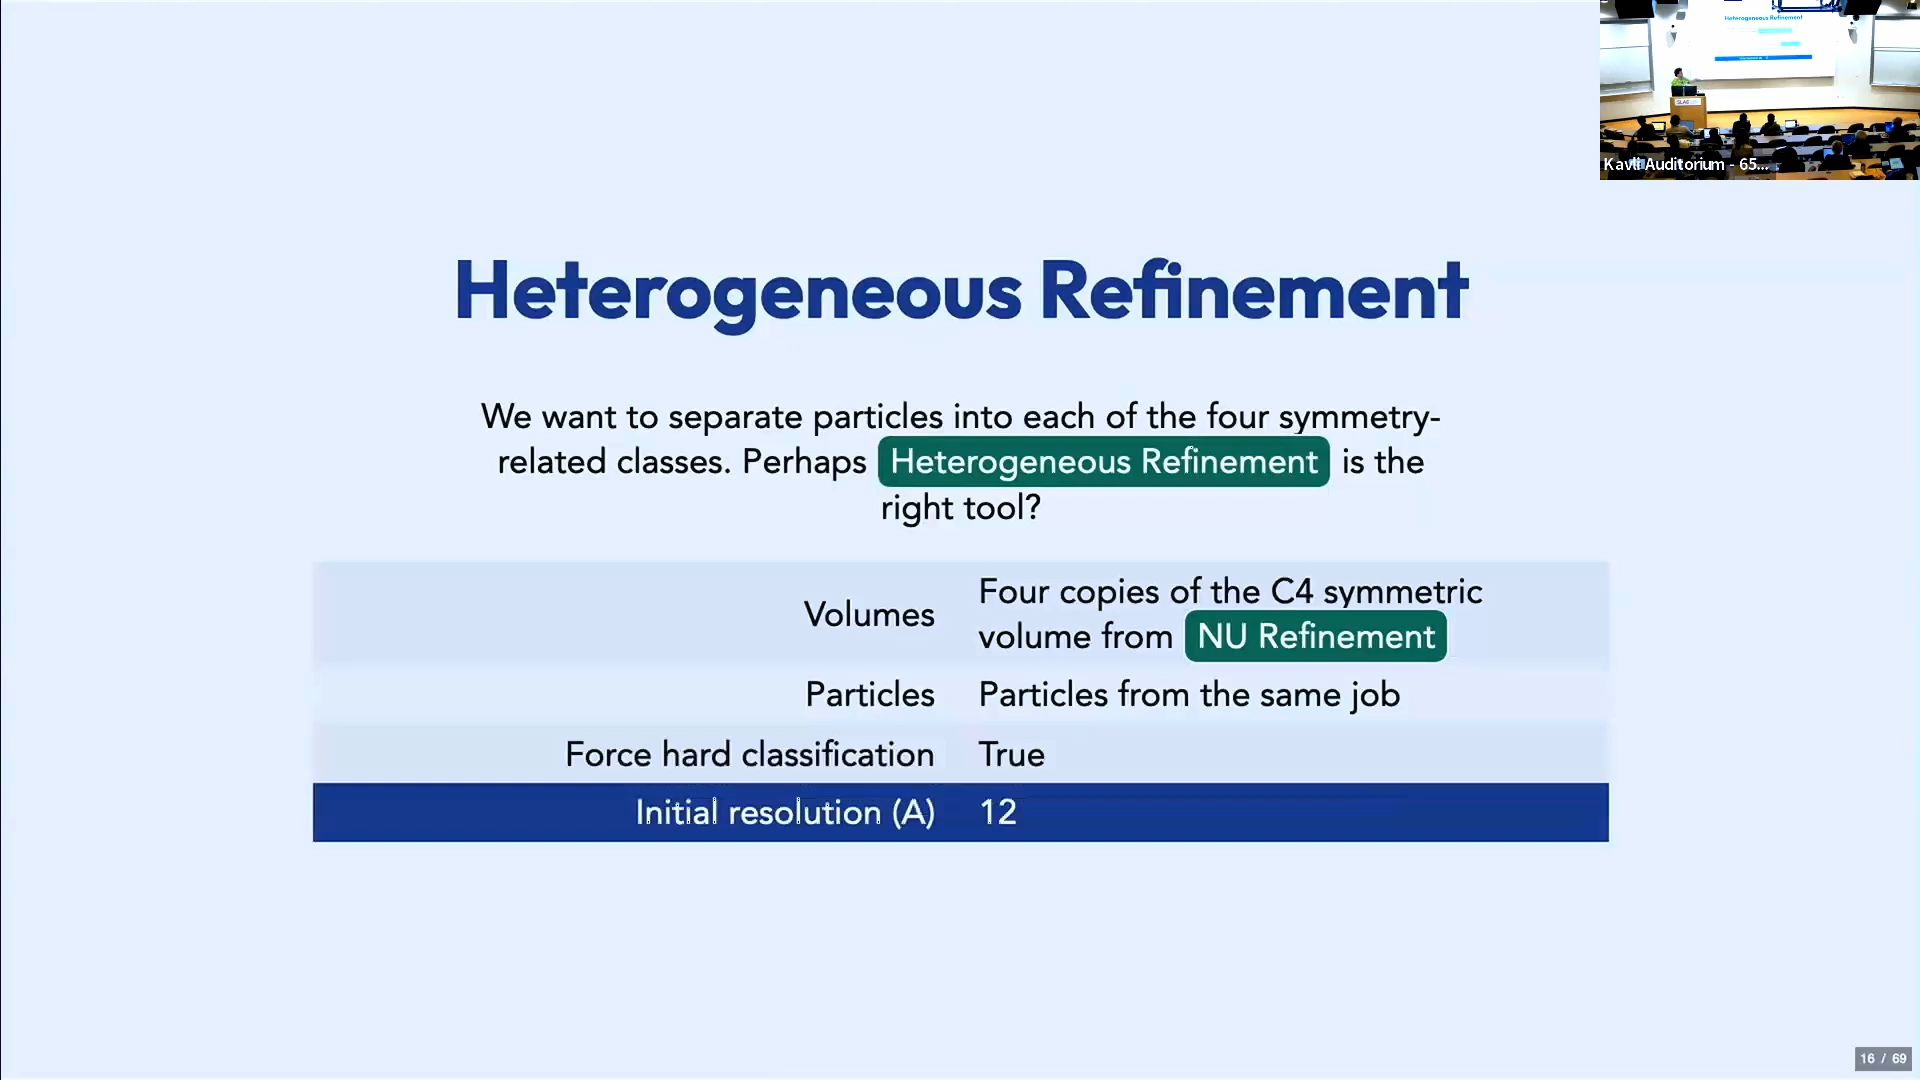 Heterogeneous Refinement
Kavli Auditorium - 65...
Heterogeneous Refinement
We want to separate particles into each of the four symmetry-
related classes. Perhaps Heterogeneous Refinement is the
right tool?
Volumes
Four copies of the C4 symmetric
volume from NU Refinement
Particles
Particles from the same job
Force hard classification
True
Initial resolution (A)
12
16 / 69